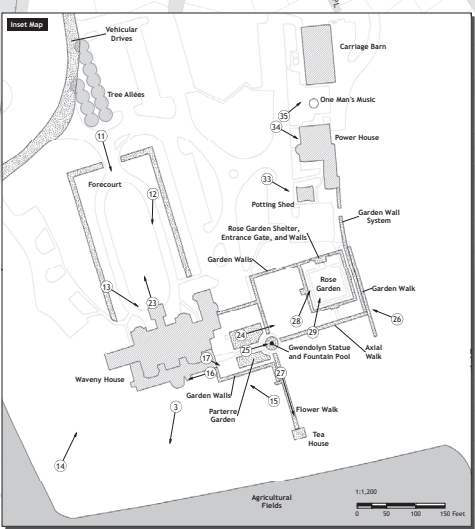 Inset Map
Vehicular
Drives
Carriage Barn
Tree Allées
One Man's Music
35
34
11
Power House
Forecourt
33
12
Potting Shed
Garden Wall
System
Rose Garden Shelter,
Entrance Gate, and Walls
Garden Walls
Rose
Garden
Garden Walk
13
23
28
29
26
24
25
Gwendolyn Statue
and Fountain Pool
Axial
Walk
17
16
27
Waveny House
Garden Walls
3
15
Parterre
Garden
Flower Walk
Tea
House
14
Agricultural
Fields
1:1,200
0 50 100 150 Feet